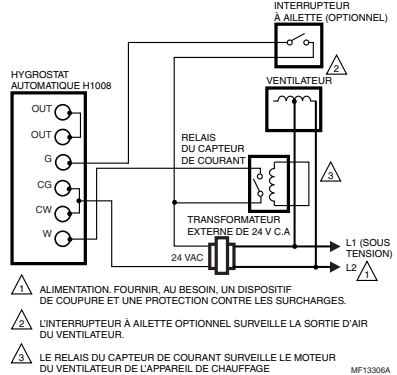 INTERRUPTEUR
À AILETTE (OPTIONNEL)
2
HYGROSTAT
AUTOMATIQUE H1008
VENTILATEUR
OUT
OUT
G
CG
CW
W
RELAIS
DU CAPTEUR
DE COURANT
3
TRANSFORMATEUR
EXTERNE DE 24 V C.A
24 VAC
L1 (SOUS
TENSION)
L2
1
1 ALIMENTATION. FOURNIR, AU BESOIN, UN DISPOSITIF
DE COUPURE ET UNE PROTECTION CONTRE LES SURCHARGES.
2 L'INTERRUPTEUR À AILETTE OPTIONNEL SURVEILLE LA SORTIE D'AIR
DU VENTILATEUR.
3 LE RELAIS DU CAPTEUR DE COURANT SURVEILLE LE MOTEUR
DU VENTILATEUR DE L'APPAREIL DE CHAUFFAGE
MF13306A